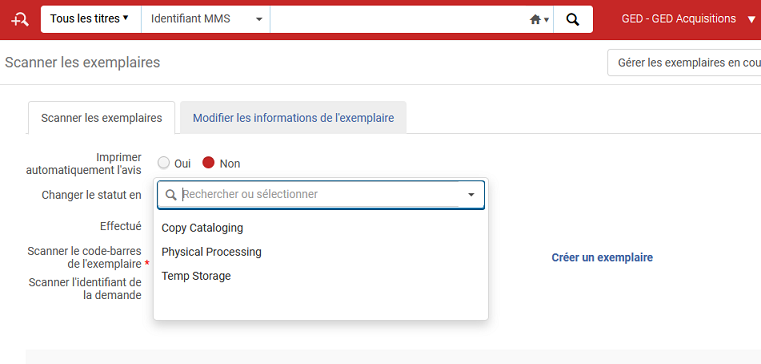 Tous les titres Identifiant MMS GED - GED Acquisitions
Scanner les exemplaires Gérer les exemplaires en cou
Scanner les exemplaires Modifier les informations de l'exemplaire
Imprimer
automatiquement l'avis Oui Non
Changer le statut en Rechercher ou sélectionner
Effectué Copy Cataloging
Physical Processing
Scanner le code-barres
de l'exemplaire * Créer un exemplaire
Temp Storage
Scanner l'identifiant de
la demande